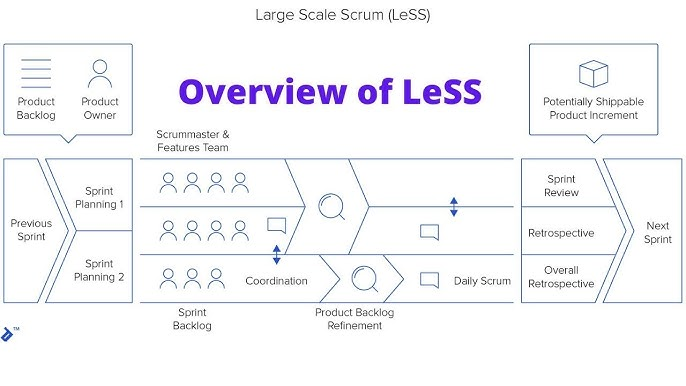 Large Scale Scrum (LeSS)
Overview of LeSS
Product
Backlog
Product
Owner
Potentially Shippable
Product Increment
Scrummaster &
Features Team
Previous
Sprint
Sprint
Planning 1
Sprint
Planning 2
Coordination
Daily Scrum
Sprint
Review
Retrospective
Overall
Retrospective
Next
Sprint
Sprint
Backlog
Product Backlog
Refinement
TM